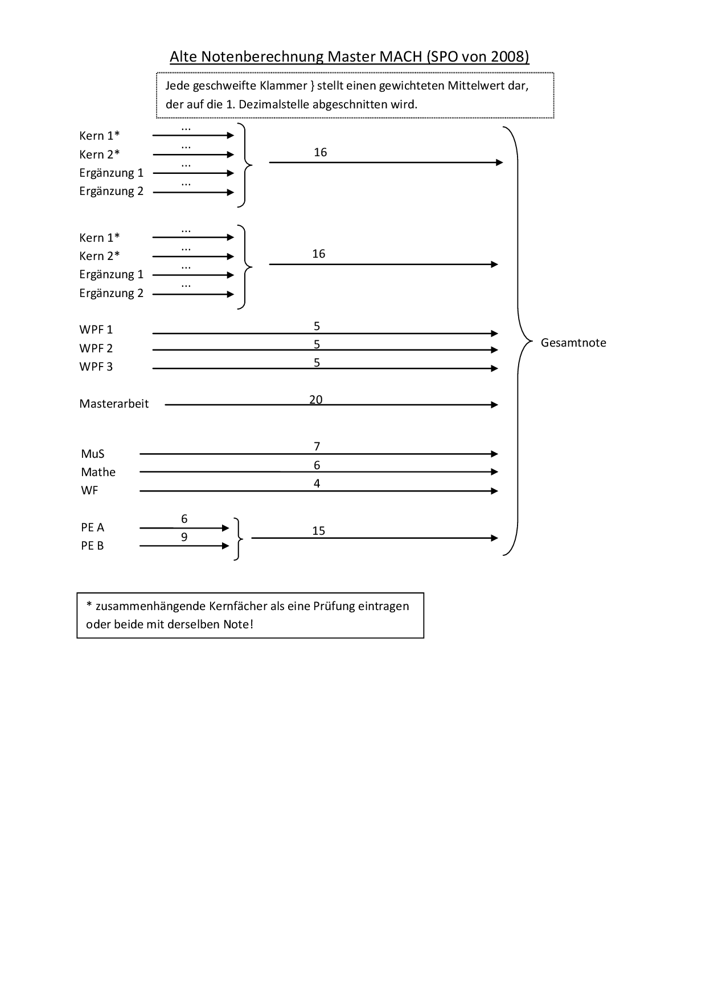 Alte Notenberechnung Master MACH (SPO von 2008)
Jede geschweifte Klammer } stellt einen gewichteten Mittelwert dar,
der auf die 1. Dezimalstelle abgeschnitten wird.
Kern 1* ...
Kern 2* ...
Ergänzung 1 ...
Ergänzung 2 ...
16
Kern 1* ...
Kern 2* ...
Ergänzung 1 ...
Ergänzung 2 ...
16
WPF 1 5
WPF 2 5
WPF 3 5
Gesamtnote
Masterarbeit 20
MuS 7
Mathe 6
WF 4
PE A 6
PE B 9
15
* zusammenhängende Kernfächer als eine Prüfung eintragen
oder beide mit derselben Note!